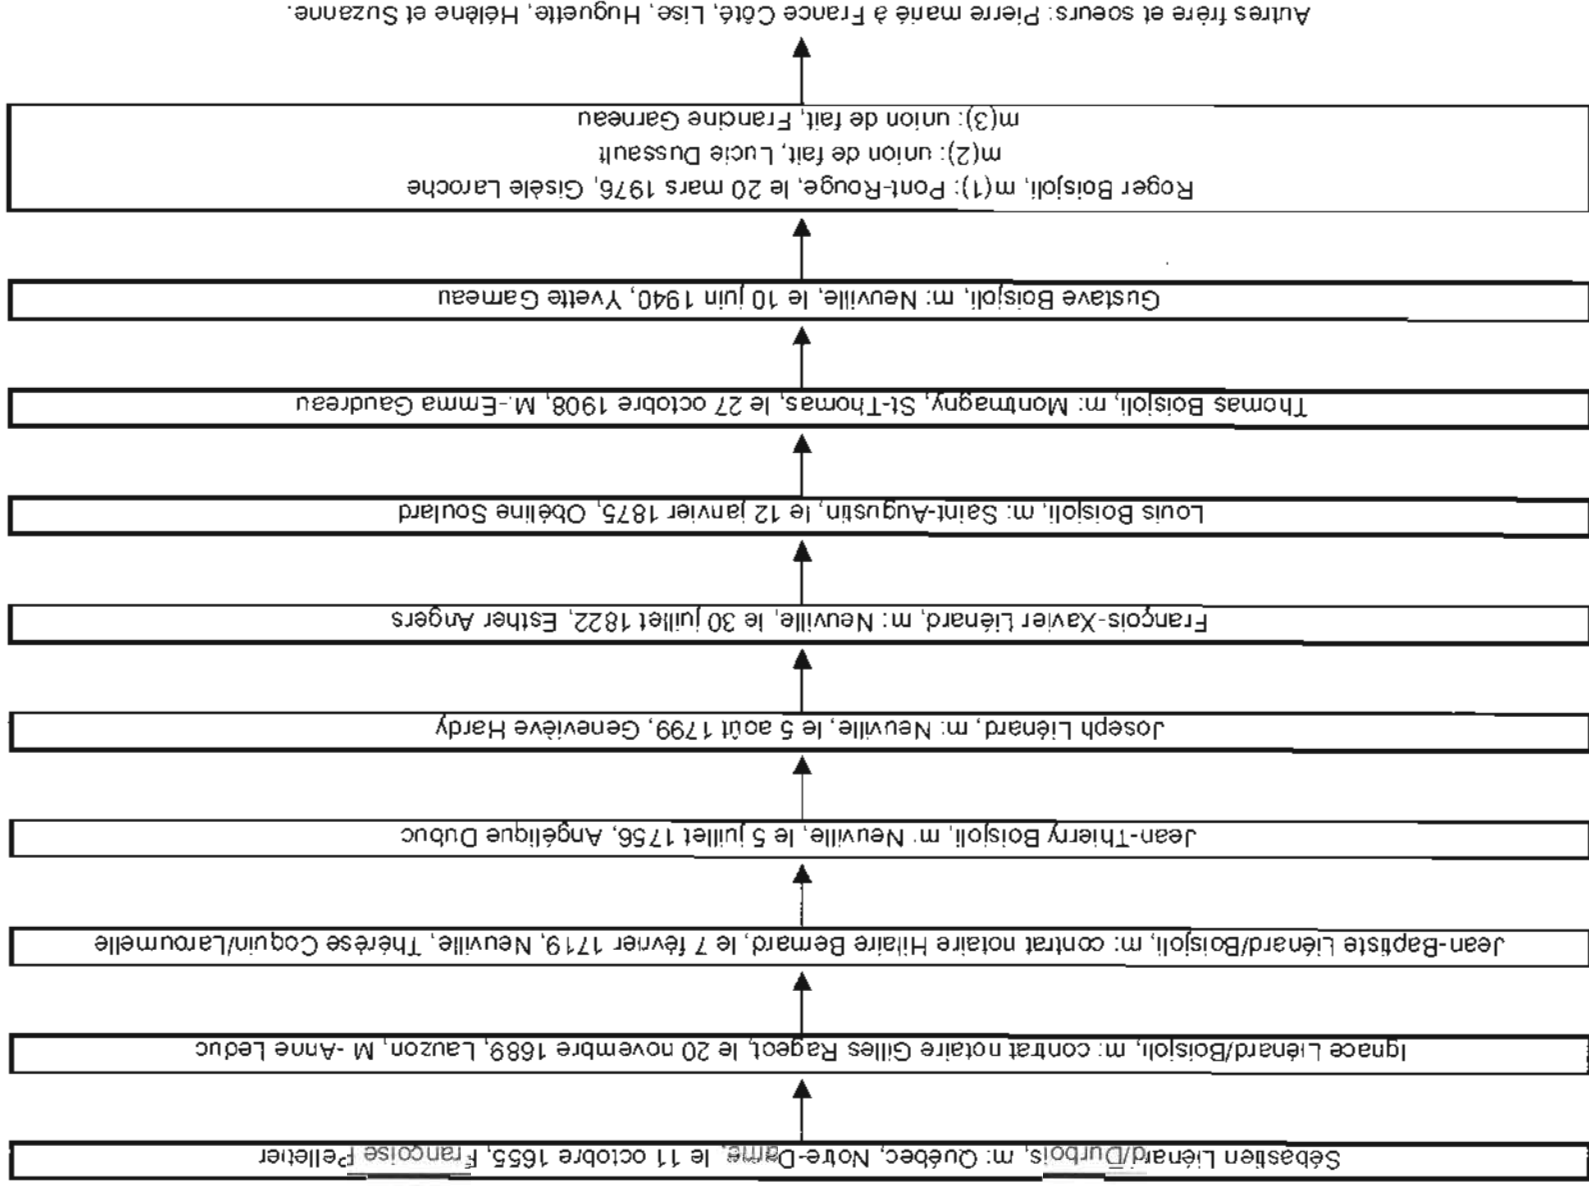 Sébastien Liénard/Durbois, m: Québec, Notre-Dame, le 11 octobre 1655, Françoise Pelletier
Ignace Liénard/Boisjoli, m: contrat notaire Gilles Rageot, le 20 novembre 1689, Lauzon, M-Anne Leduc
Jean-Baptiste Liénard/Boisjoli, m: contrat notaire Hilaire Bernard, le 7 février 1719, Neuville, Thérèse Coquin/Larournelle
Jean-Thierry Boisjoli, m: Neuville, le 5 juillet 1756, Angélique Dubuc
Joseph Liénard, m: Neuville, le 5 août 1799, Geneviève Hardy
François-Xavier Liénard, m: Neuville, le 30 juillet 1822, Esther Angers
Louis Boisjoli, m: Saint-Augustin, le 12 janvier 1875, Obéline Soulard
Thomas Boisjoli, m: Montmagny, St-Thomas, le 27 octobre 1908, M.-Emma Gaudreau
Gustave Boisjoli, m: Neuville, le 10 juin 1940, Yvette Garneau
Roger Boisjoli, m(1): Pont-Rouge, le 20 mars 1976, Gisèle Laroche
m(2): union de fait, Lucie Dussault
m(3): union de fait, Francine Garneau
Autres frère et soeurs: Pierre marié à France Côté, Lise, Huguette, Hélène et Suzanne.